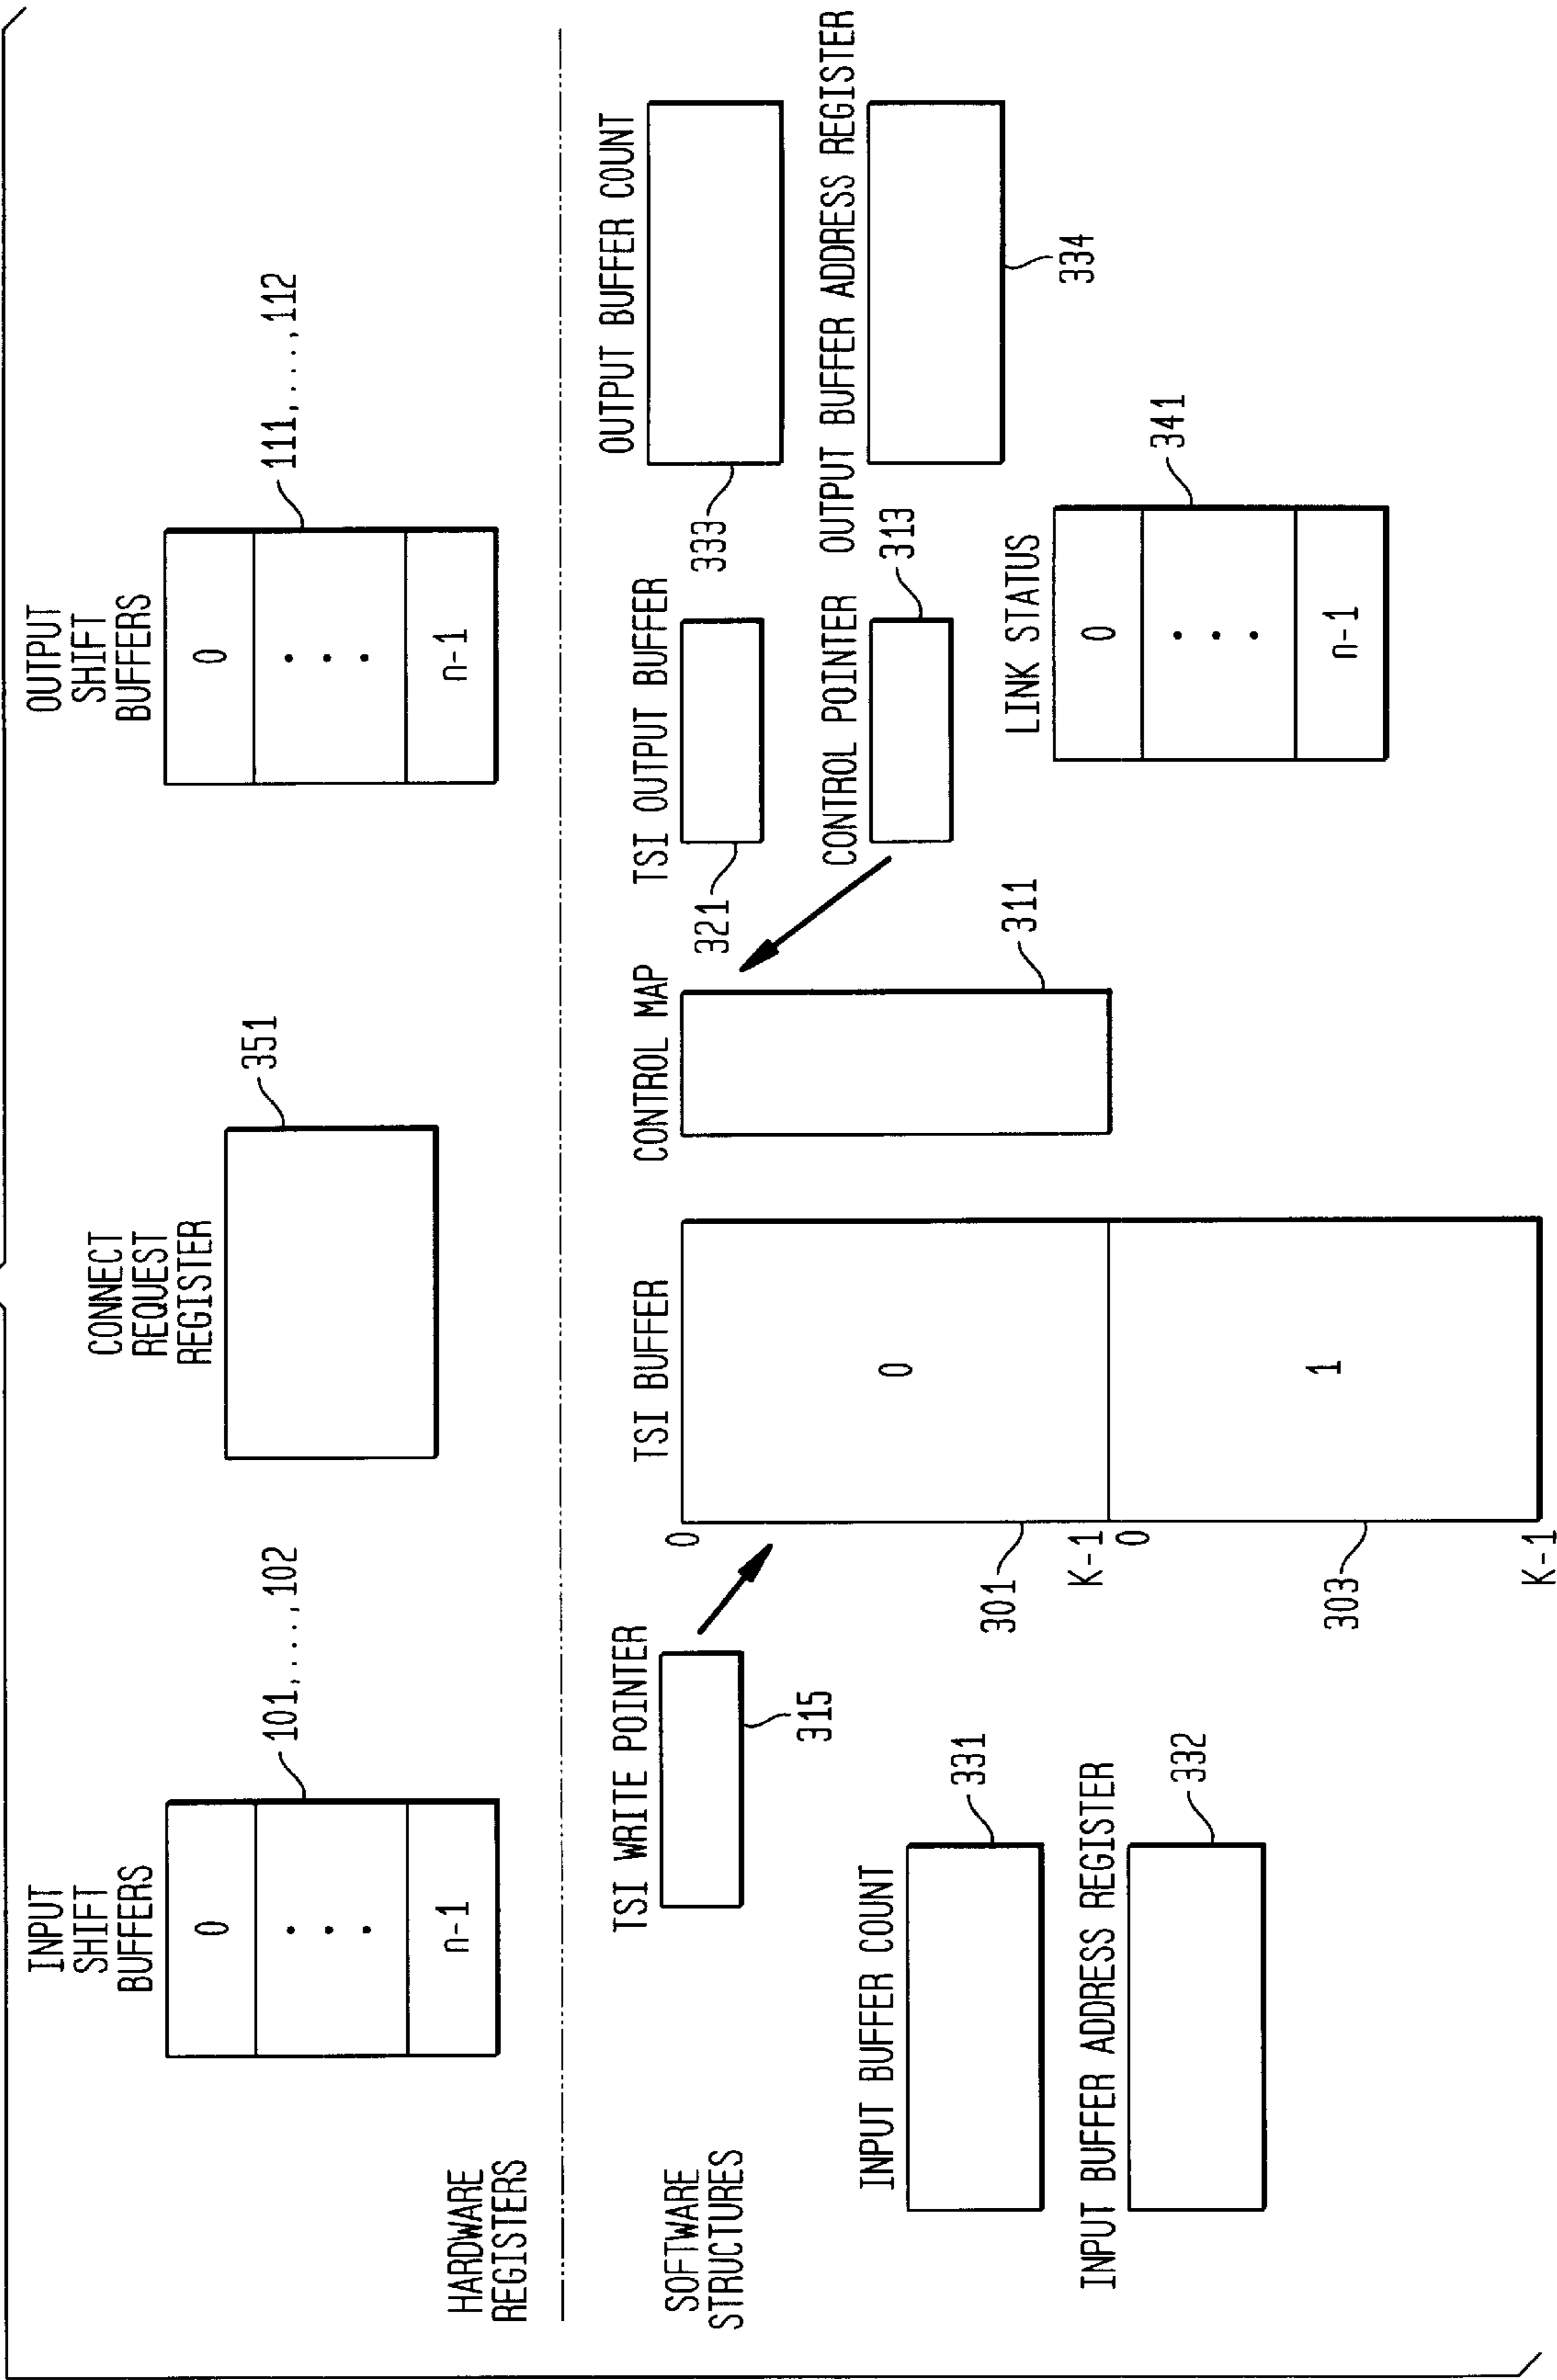 INPUT
SHIFT
BUFFERS
0
n-1
101,...,102
CONNECT
REQUEST
REGISTER
351
OUTPUT
SHIFT
BUFFERS
0
n-1
111,...,112
HARDWARE
REGISTERS
SOFTWARE
STRUCTURES
TSI WRITE POINTER
315
INPUT BUFFER COUNT
331
INPUT BUFFER ADDRESS REGISTER
332
TSI BUFFER
0
0
301
K-1
0
1
303
K-1
CONTROL MAP
311
TSI OUTPUT BUFFER
321
CONTROL POINTER
313
LINK STATUS
0
n-1
341
OUTPUT BUFFER COUNT
333
OUTPUT BUFFER ADDRESS REGISTER
334